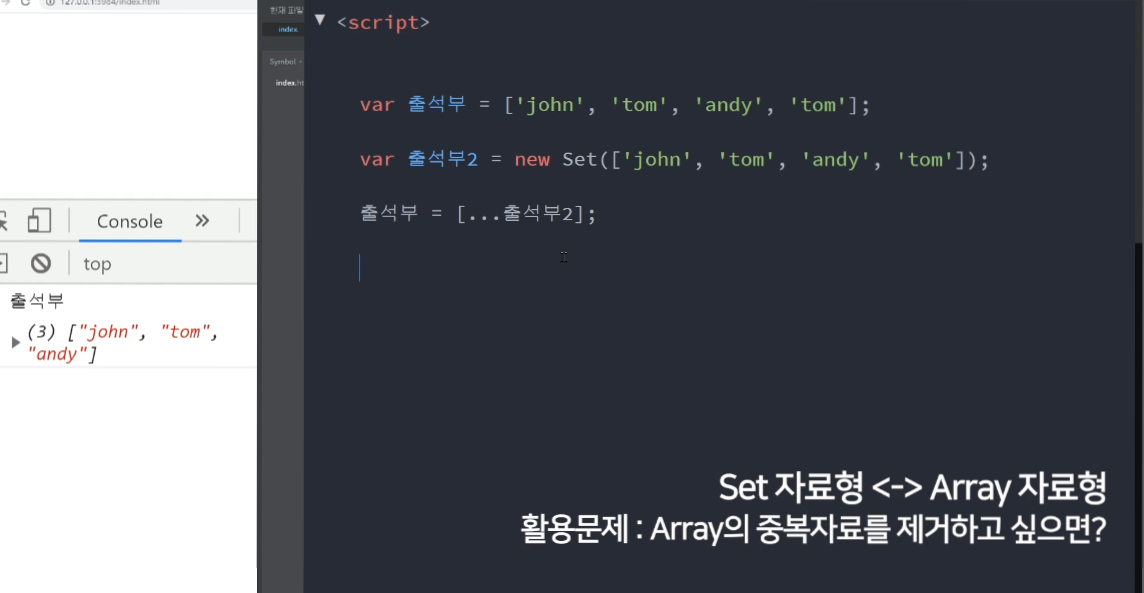 127.0.0.1:5984/index.html
현재 파일
index
Symbol -
index.ht
▼ <script>
var 출석부 = ['john', 'tom', 'andy', 'tom'];
var 출석부2 = new Set(['john', 'tom', 'andy', 'tom']);
출석부 = [...출석부2];
Console »
top
출석부
▶ (3) ["john", "tom",
"andy"]
Set 자료형 <-> Array 자료형
활용문제 : Array의 중복자료를 제거하고 싶으면?